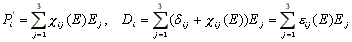 P'_i = \sum_{j=1}^{3} \chi_{ij}(E)E_j, D_i = \sum_{j=1}^{3} (\delta_{ij} + \chi_{ij}(E))E_j = \sum_{j=1}^{3} \varepsilon_{ij}(E)E_j